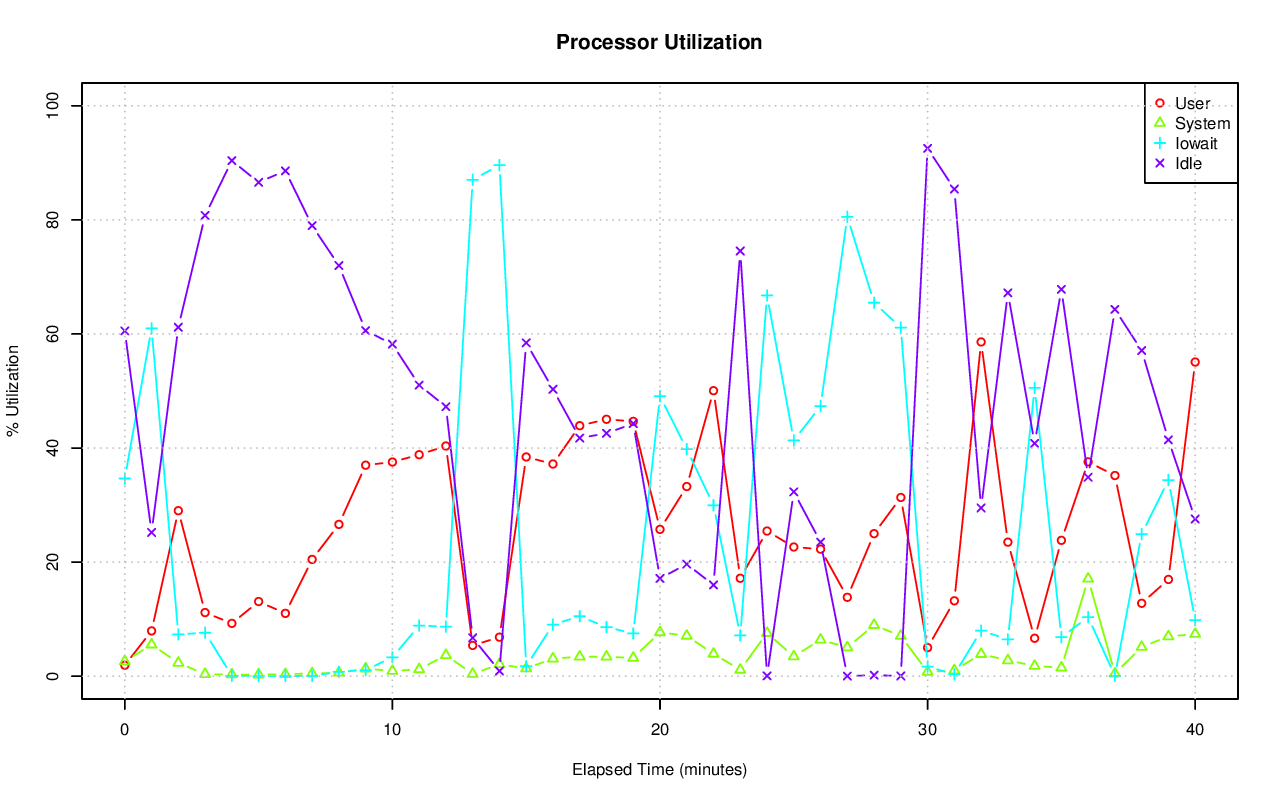 Processor Utilization
User
System
Iowait
Idle
% Utilization
100
80
60
40
20
0
0 10 20 30 40
Elapsed Time (minutes)